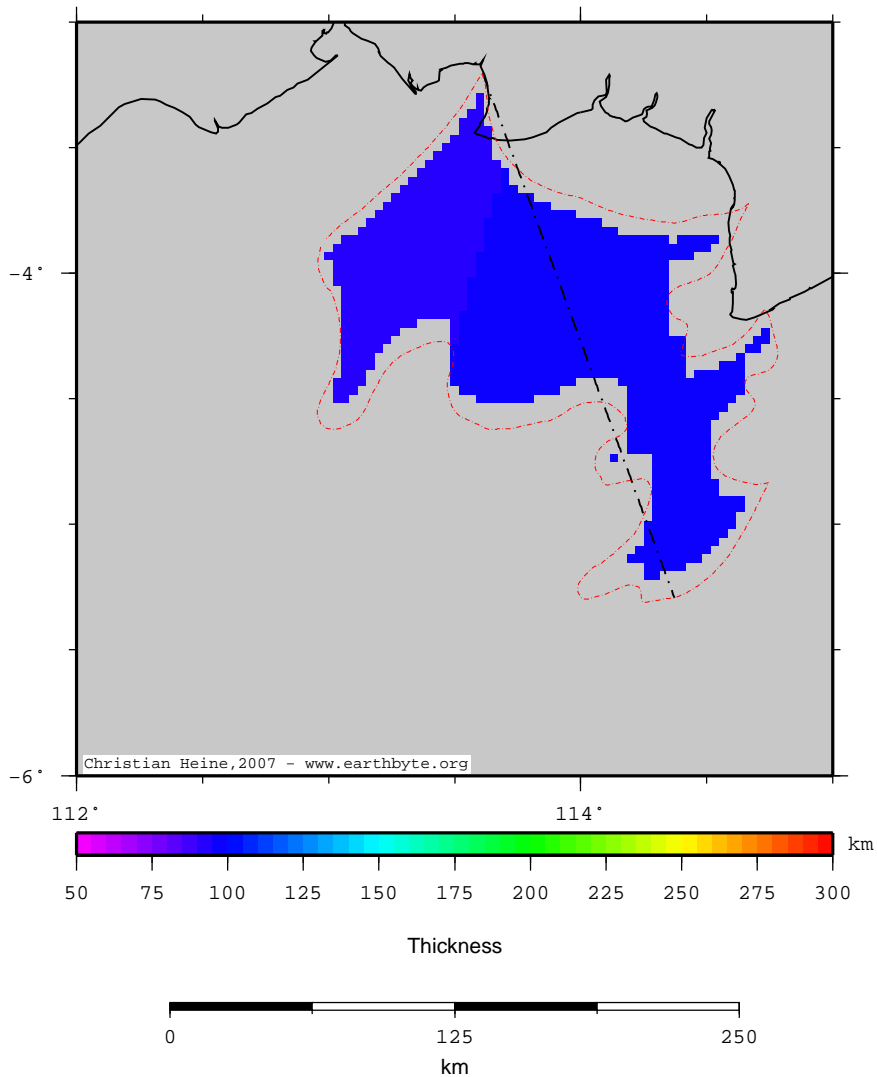 −4˚
−6˚
Christian Heine,2007 - www.earthbyte.org
112˚ 114˚
km
50 75 100 125 150 175 200 225 250 275 300
Thickness
0 125 250
km